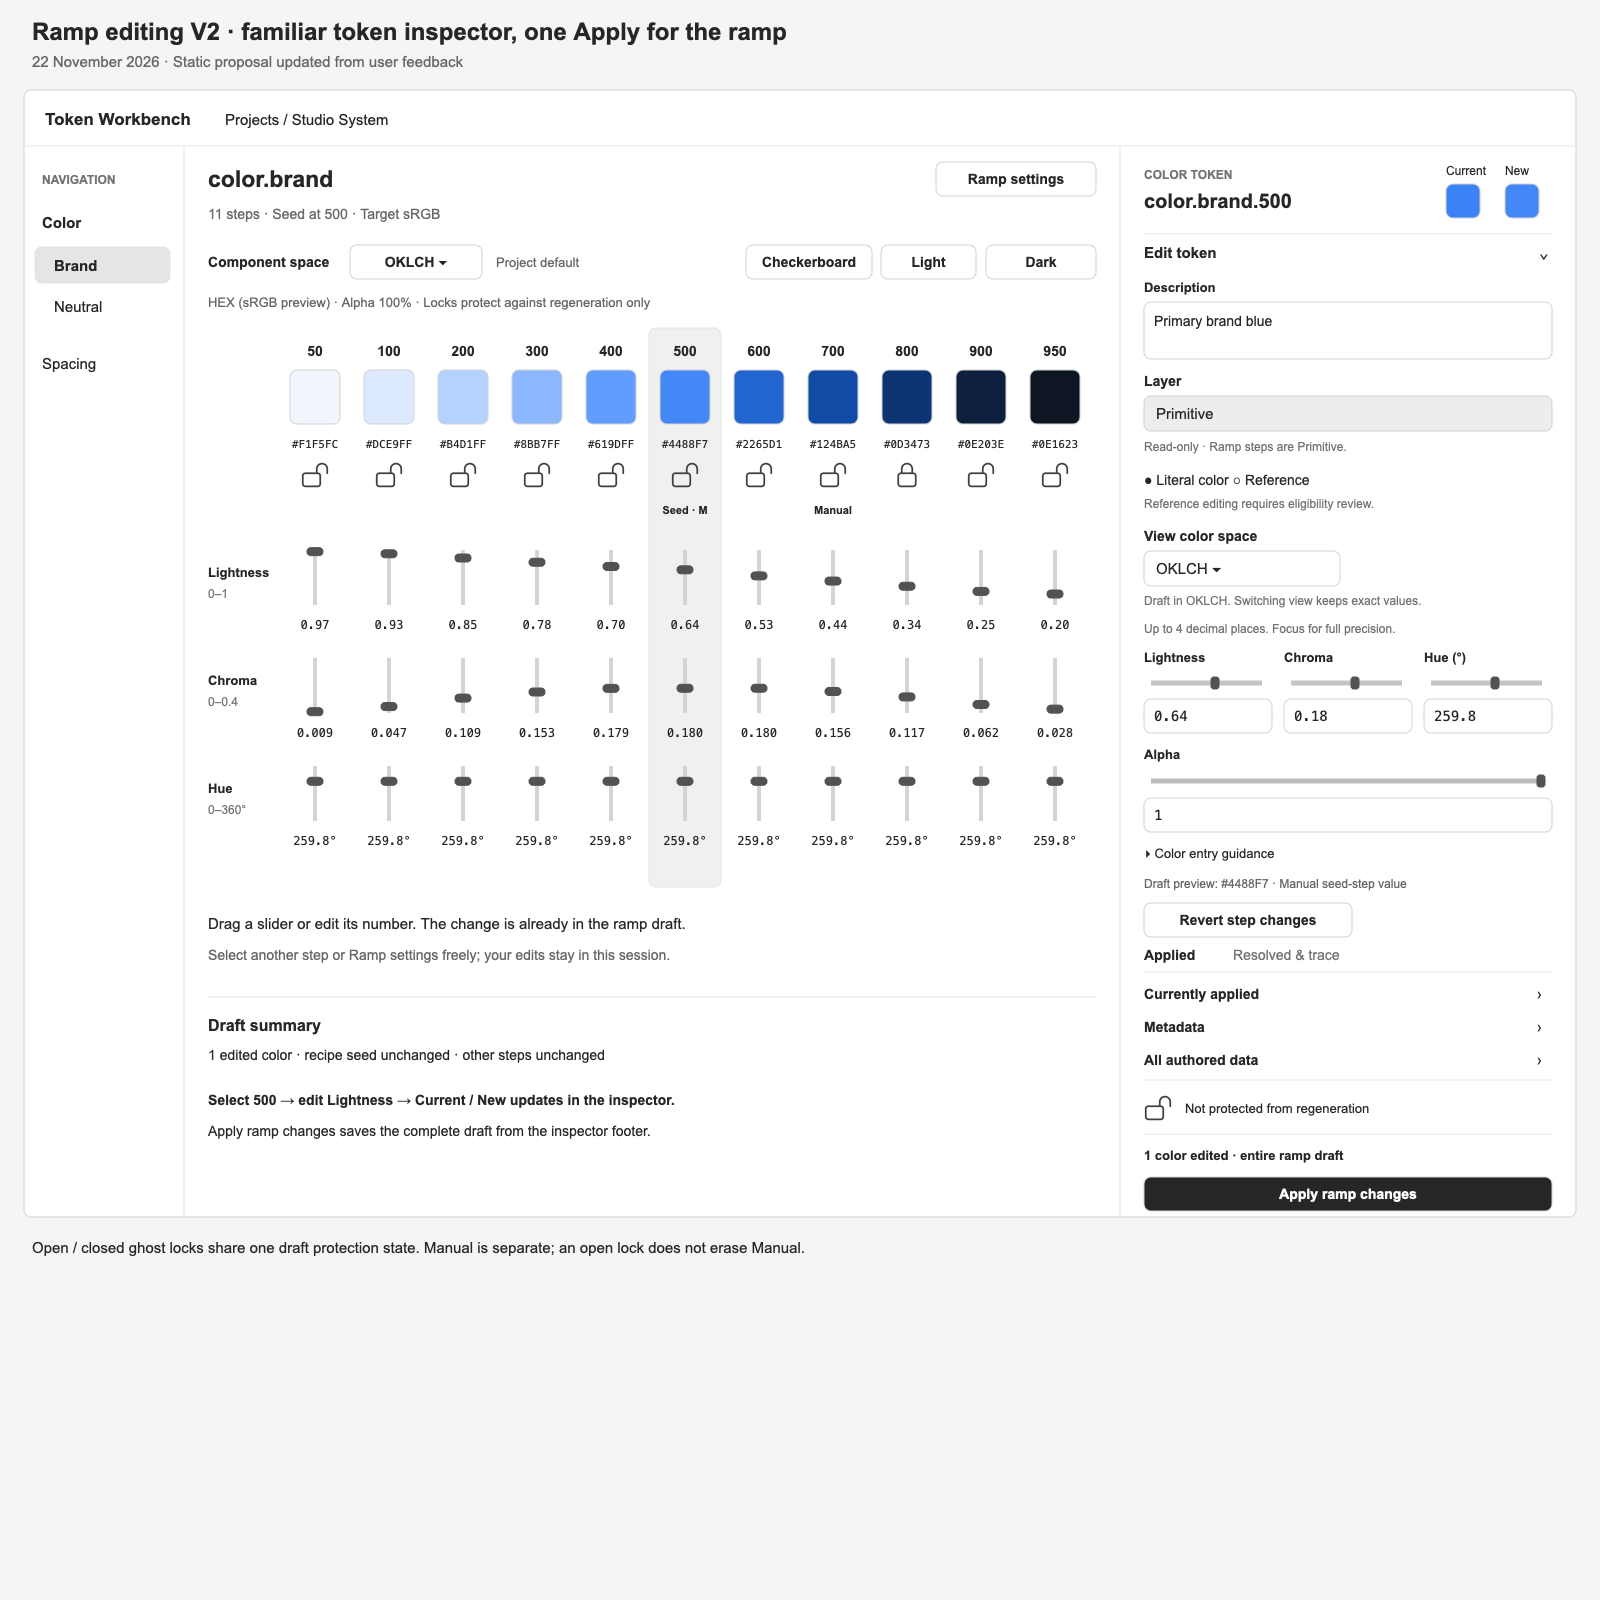 Ramp editing V2 · familiar token inspector, one Apply for the ramp
22 November 2026 · Static proposal updated from user feedback
Token Workbench
Projects / Studio System
NAVIGATION
Color
Brand
Neutral
Spacing
color.brand
Ramp settings
11 steps · Seed at 500 · Target sRGB
Component space
OKLCH
Project default
Checkerboard
Light
Dark
HEX (sRGB preview) · Alpha 100% · Locks protect against regeneration only
50 100 200 300 400 500 600 700 800 900 950
#F1F5FC #DCE9FF #B4D1FF #8BB7FF #619DFF #4488F7 #2265D1 #124BA5 #0D3473 #0E203E #0E1623
Seed · M
Manual
Lightness
0–1
0.97 0.93 0.85 0.78 0.70 0.64 0.53 0.44 0.34 0.25 0.20
Chroma
0–0.4
0.009 0.047 0.109 0.153 0.179 0.180 0.180 0.156 0.117 0.062 0.028
Hue
0–360°
259.8° 259.8° 259.8° 259.8° 259.8° 259.8° 259.8° 259.8° 259.8° 259.8° 259.8°
Drag a slider or edit its number. The change is already in the ramp draft.
Select another step or Ramp settings freely; your edits stay in this session.
Draft summary
1 edited color · recipe seed unchanged · other steps unchanged
Select 500 → edit Lightness → Current / New updates in the inspector.
Apply ramp changes saves the complete draft from the inspector footer.
COLOR TOKEN
color.brand.500
Current
New
Edit token
Description
Primary brand blue
Layer
Primitive
Read-only · Ramp steps are Primitive.
● Literal color ○ Reference
Reference editing requires eligibility review.
View color space
OKLCH
Draft in OKLCH. Switching view keeps exact values.
Up to 4 decimal places. Focus for full precision.
Lightness
Chroma
Hue (°)
0.64
0.18
259.8
Alpha
1
Color entry guidance
Draft preview: #4488F7 · Manual seed-step value
Revert step changes
Applied
Resolved & trace
Currently applied
Metadata
All authored data
Not protected from regeneration
1 color edited · entire ramp draft
Apply ramp changes
Open / closed ghost locks share one draft protection state. Manual is separate; an open lock does not erase Manual.